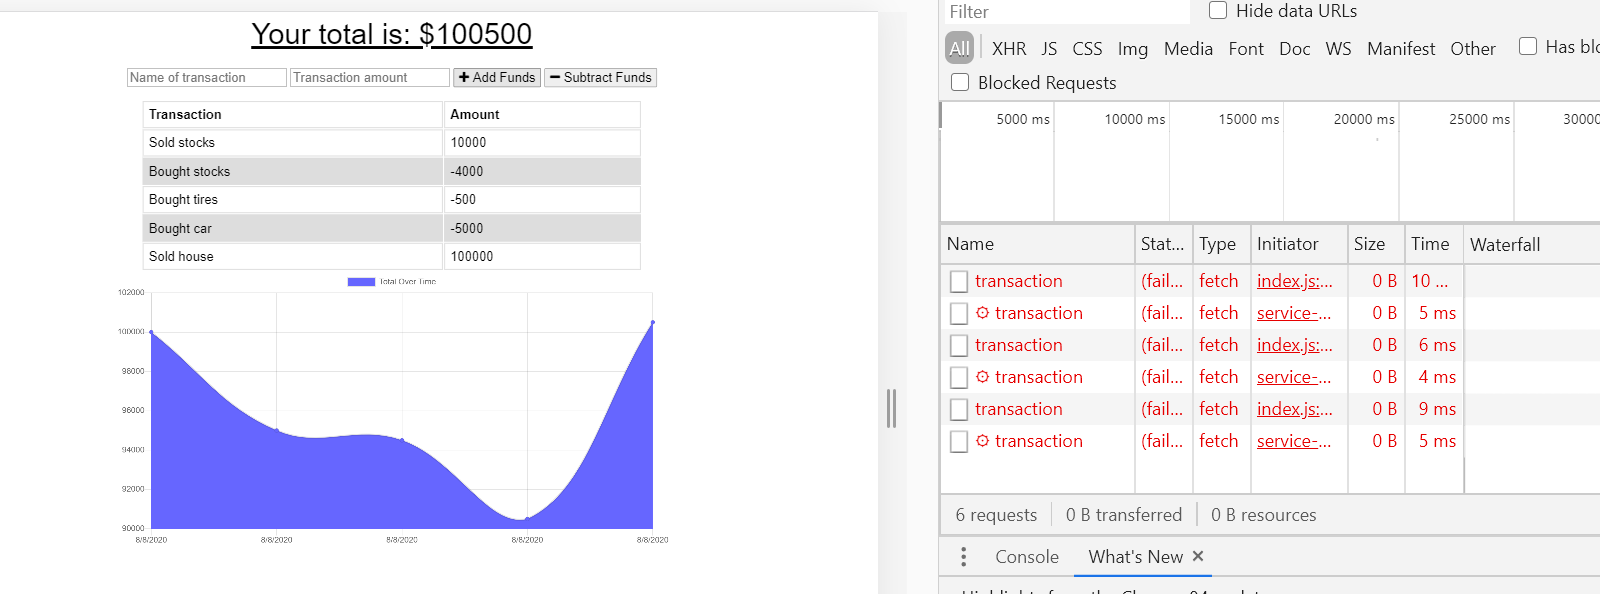 Your total is: $100500
Name of transaction Transaction amount + Add Funds − Subtract Funds
Transaction Amount
Sold stocks 10000
Bought stocks -4000
Bought tires -500
Bought car -5000
Sold house 100000
Total Over Time
102000
100000
98000
96000
94000
92000
90000
8/8/2020 8/8/2020 8/8/2020 8/8/2020 8/8/2020
Filter Hide data URLs
All XHR JS CSS Img Media Font Doc WS Manifest Other Has blo
Blocked Requests
5000 ms 10000 ms 15000 ms 20000 ms 25000 ms 30000
Name Stat... Type Initiator Size Time Waterfall
transaction (fail... fetch index.js:... 0 B 10 ...
transaction (fail... fetch service-... 0 B 5 ms
transaction (fail... fetch index.js:... 0 B 6 ms
transaction (fail... fetch service-... 0 B 4 ms
transaction (fail... fetch index.js:... 0 B 9 ms
transaction (fail... fetch service-... 0 B 5 ms
6 requests 0 B transferred 0 B resources
Console What's New ×